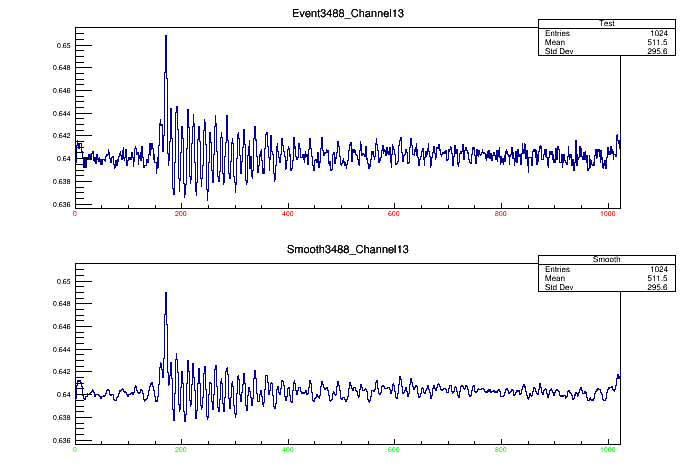 Event3488_Channel13
Test
Entries 1024
Mean 511.5
Std Dev 295.6
0.65
0.648
0.646
0.644
0.642
0.64
0.638
0.636
0 200 400 600 800 1000
Smooth3488_Channel13
Smooth
Entries 1024
Mean 511.5
Std Dev 295.6
0.65
0.648
0.646
0.644
0.642
0.64
0.638
0.636
0 200 400 600 800 1000